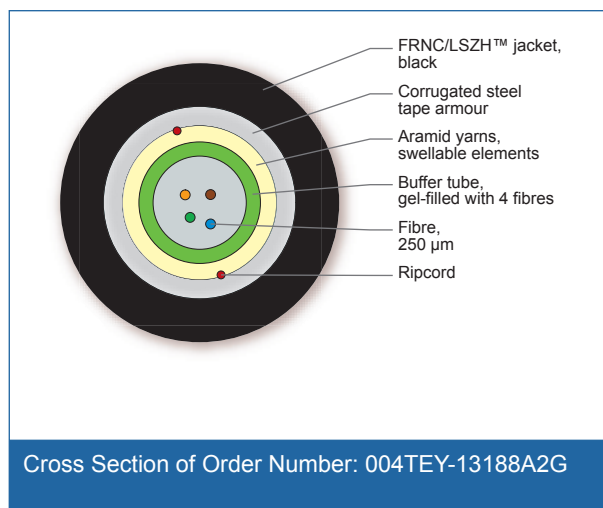 FRNC/LSZH™ jacket,
black
Corrugated steel
tape armour
Aramid yarns,
swellable elements
Buffer tube,
gel-filled with 4 fibres
Fibre,
250 µm
Ripcord
Cross Section of Order Number: 004TEY-13188A2G